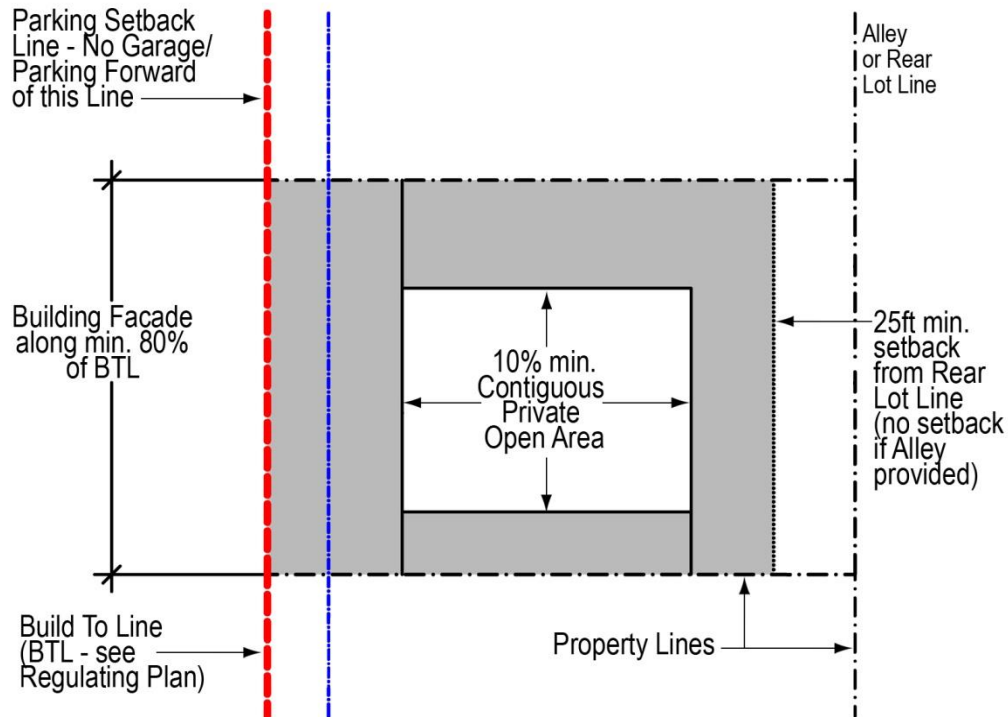 Parking Setback
Line - No Garage/
Parking Forward
of this Line
Alley
or Rear
Lot Line
Building Facade
along min. 80%
of BTL
10% min.
Contiguous
Private
Open Area
25ft min.
setback
from Rear
Lot Line
(no setback
if Alley
provided)
Build To Line
(BTL - see
Regulating Plan)
Property Lines